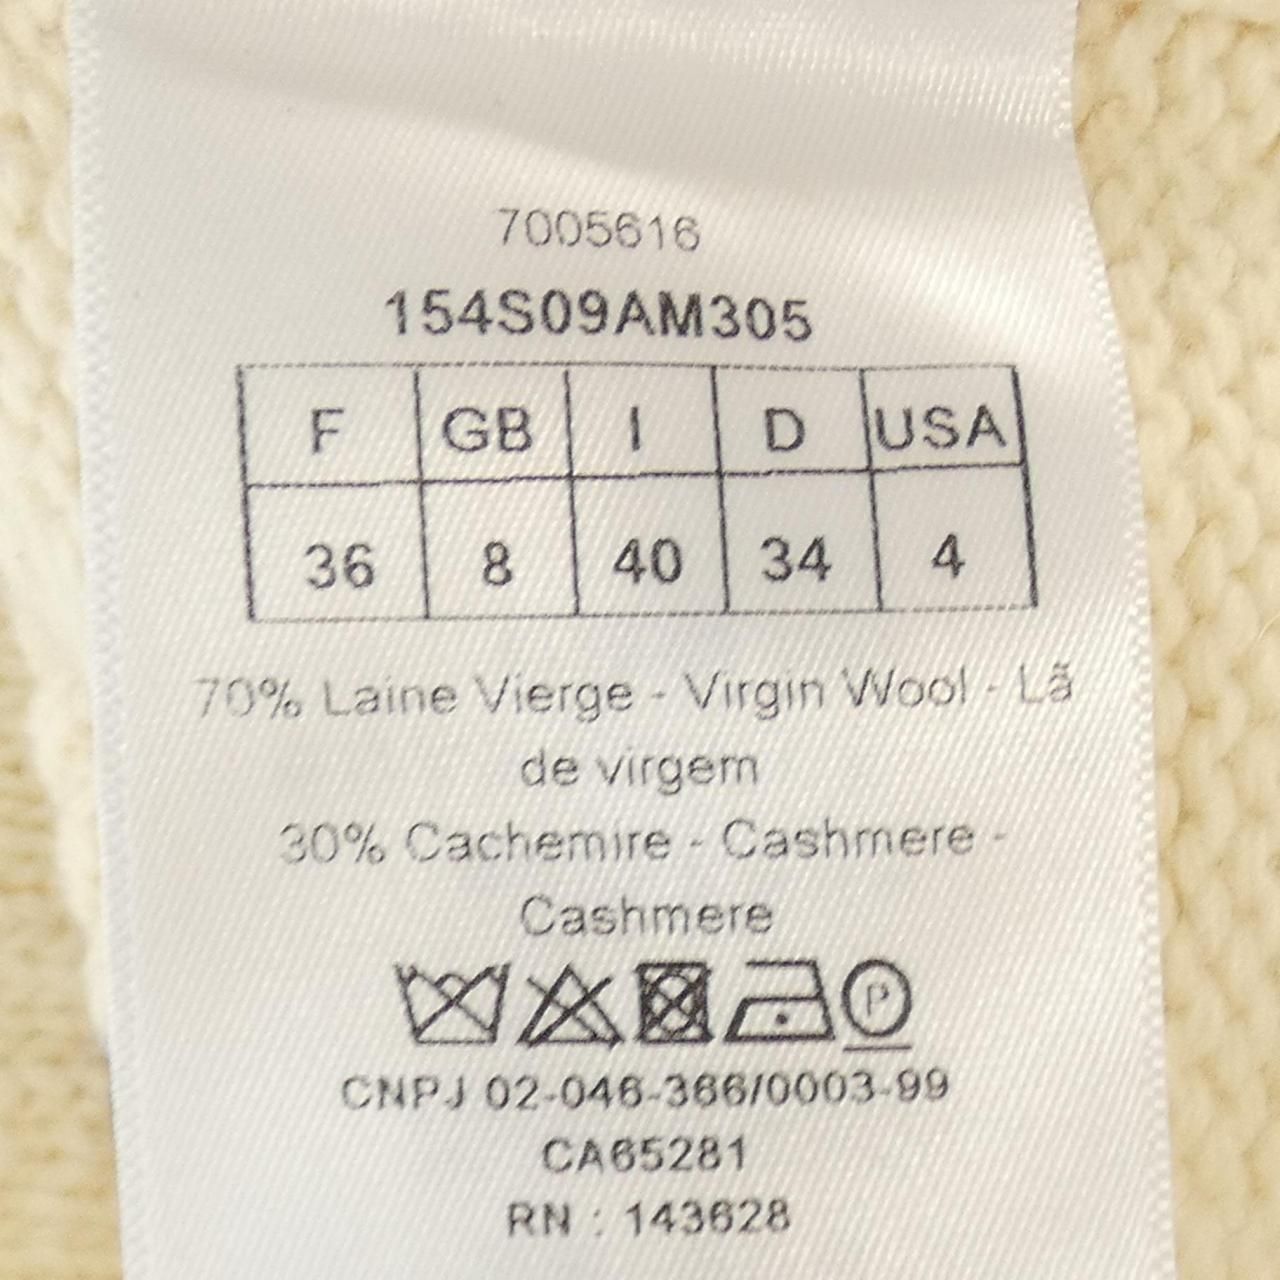 7005616
154S09AM305
F GB I D USA
36 8 40 34 4
70% Laine Vierge - Virgin Wool - Lã
de virgem
30% Cachemire - Cashmere -
Cashmere
P
CNPJ 02-046-366/0003-99
CA65281
RN : 143628